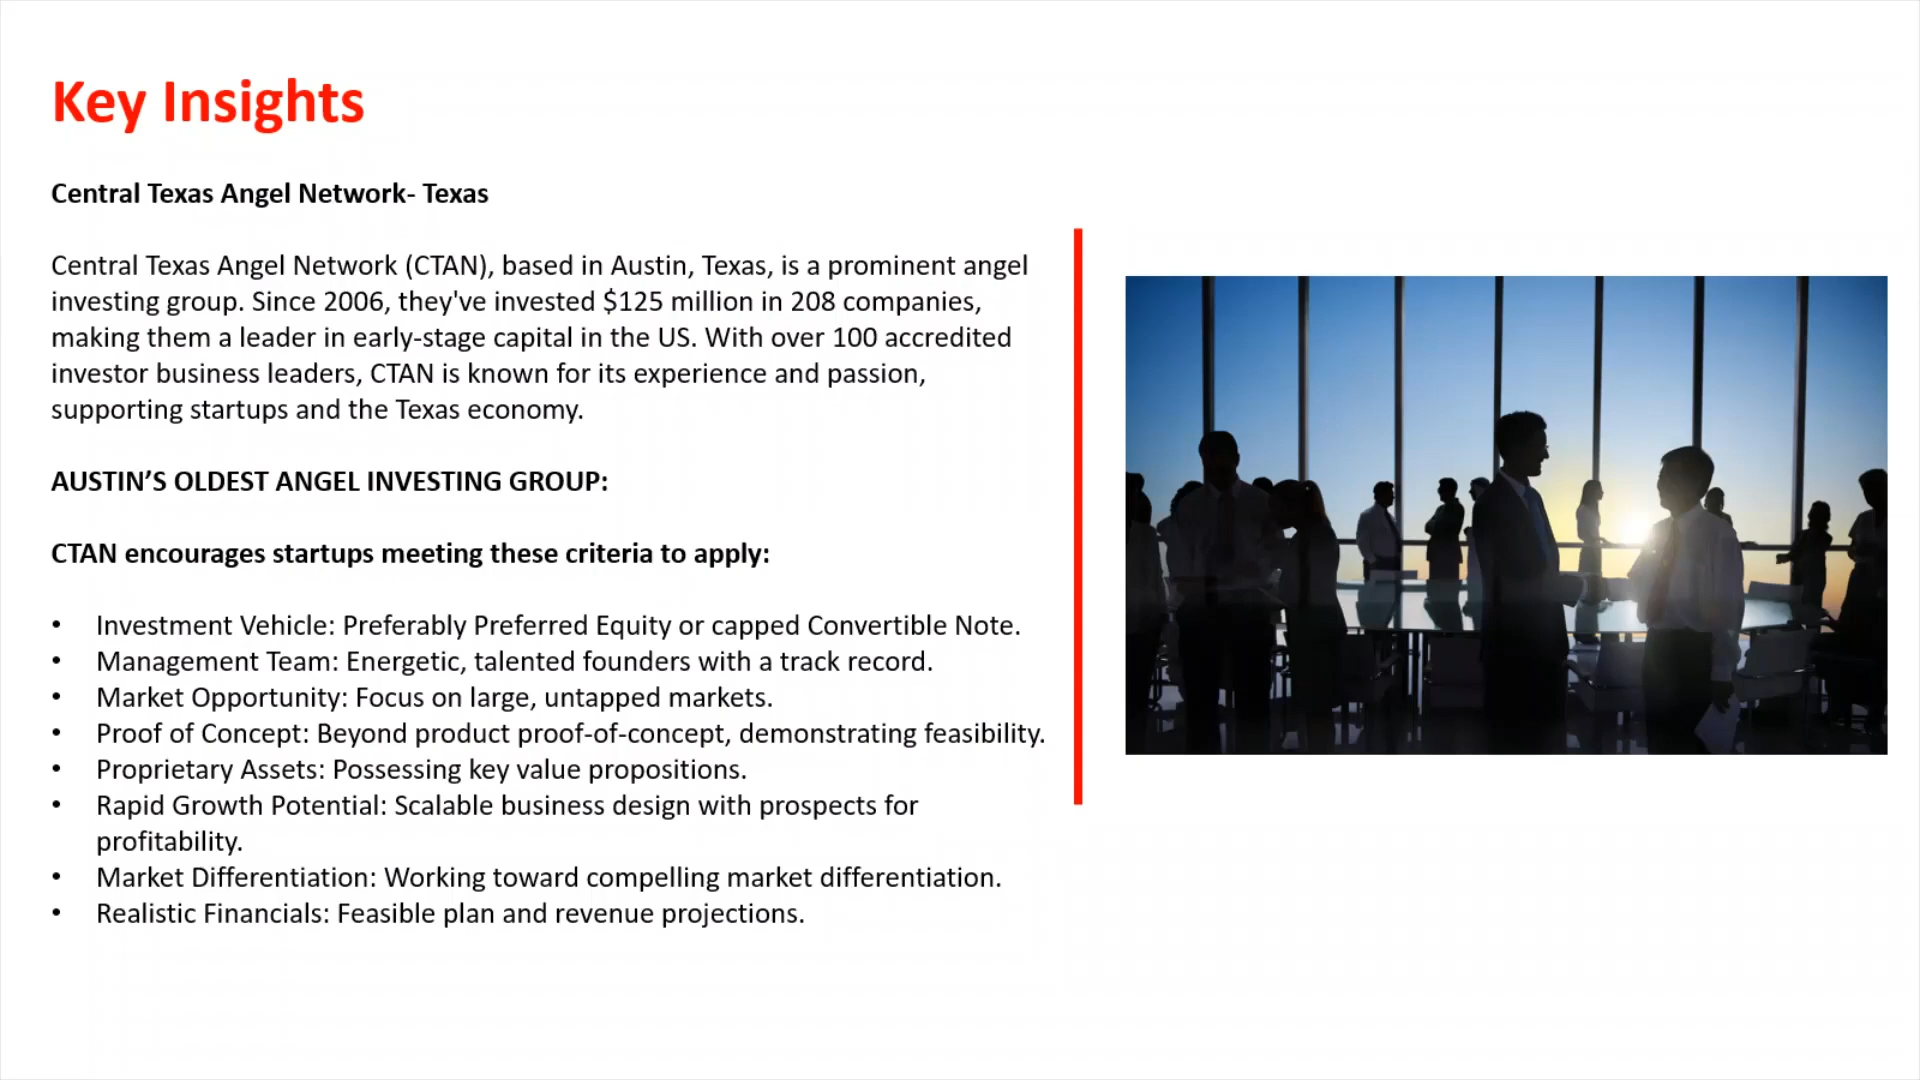 Key Insights
Central Texas Angel Network- Texas
Central Texas Angel Network (CTAN), based in Austin, Texas, is a prominent angel
investing group. Since 2006, they've invested $125 million in 208 companies,
making them a leader in early-stage capital in the US. With over 100 accredited
investor business leaders, CTAN is known for its experience and passion,
supporting startups and the Texas economy.
AUSTIN’S OLDEST ANGEL INVESTING GROUP:
CTAN encourages startups meeting these criteria to apply:
• Investment Vehicle: Preferably Preferred Equity or capped Convertible Note.
• Management Team: Energetic, talented founders with a track record.
• Market Opportunity: Focus on large, untapped markets.
• Proof of Concept: Beyond product proof-of-concept, demonstrating feasibility.
• Proprietary Assets: Possessing key value propositions.
• Rapid Growth Potential: Scalable business design with prospects for
profitability.
• Market Differentiation: Working toward compelling market differentiation.
• Realistic Financials: Feasible plan and revenue projections.